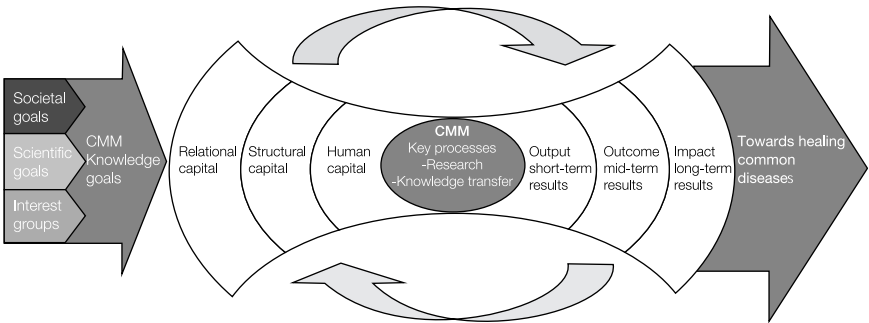 Societal
goals
Scientific
goals
Interest
groups
CMM
Knowledge
goals
Relational
capital
Structural
capital
Human
capital
CMM
Key processes
-Research
-Knowledge transfer
Output
short-term
results
Outcome
mid-term
results
Impact
long-term
results
Towards healing
common
diseases